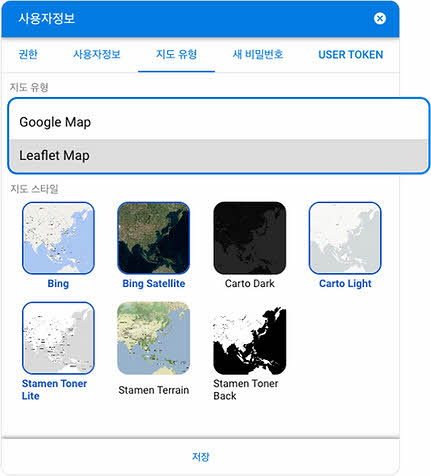 사용자정보
권한 사용자정보 지도 유형 새 비밀번호 USER TOKEN
지도 유형
Google Map
Leaflet Map
지도 스타일
Bing Bing Satellite Carto Dark Carto Light
Stamen Toner Lite Stamen Terrain Stamen Toner Back
저장